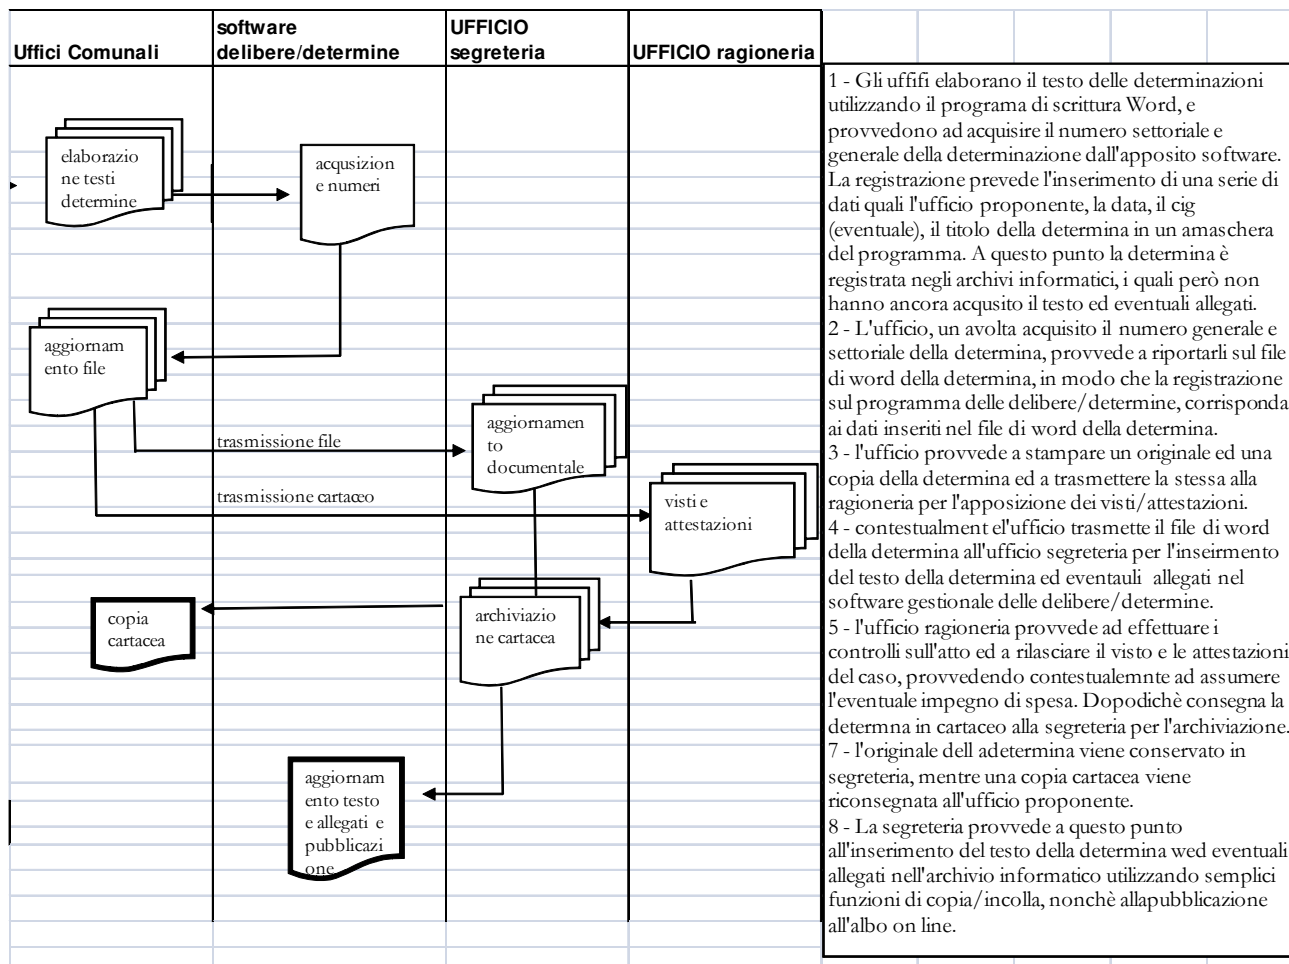 Uffici Comunali
software
delibere/determine
UFFICIO
segreteria
UFFICIO ragioneria
elaborazio
ne testi
determine
acqusizion
e numeri
aggiornam
ento file
trasmissione file
aggiornamen
to
documentale
trasmissione cartaceo
visti e
attestazioni
copia
cartacea
archiviazio
ne cartacea
aggiornam
ento testo
e allegati e
pubblicazi
one
1 - Gli uffifi elaborano il testo delle determinazioni
utilizzando il programa di scrittura Word, e
provvedono ad acquisire il numero settoriale e
generale della determinazione dall'apposito software.
La registrazione prevede l'inserimento di una serie di
dati quali l'ufficio proponente, la data, il cig
(eventuale), il titolo della determina in un amaschera
del programma. A questo punto la determina è
registrata negli archivi informatici, i quali però non
hanno ancora acqusito il testo ed eventuali allegati.
2 - L'ufficio, un avolta acquisito il numero generale e
settoriale della determina, provvede a riportarli sul file
di word della determina, in modo che la registrazione
sul programma delle delibere/determine, corrisponda
ai dati inseriti nel file di word della determina.
3 - l'ufficio provvede a stampare un originale ed una
copia della determina ed a trasmettere la stessa alla
ragioneria per l'apposizione dei visti/attestazioni.
4 - contestualment el'ufficio trasmette il file di word
della determina all'ufficio segreteria per l'inseirmento
del testo della determina ed eventauli allegati nel
software gestionale delle delibere/determine.
5 - l'ufficio ragioneria provvede ad effettuare i
controlli sull'atto ed a rilasciare il visto e le attestazioni
del caso, provvedendo contestualemnte ad assumere
l'eventuale impegno di spesa. Dopodichè consegna la
determna in cartaceo alla segreteria per l'archiviazione.
7 - l'originale dell adetermina viene conservato in
segreteria, mentre una copia cartacea viene
riconsegnata all'ufficio proponente.
8 - La segreteria provvede a questo punto
all'inserimento del testo della determina wed eventuali
allegati nell'archivio informatico utilizzando semplici
funzioni di copia/incolla, nonchè allapubblicazione
all'albo on line.